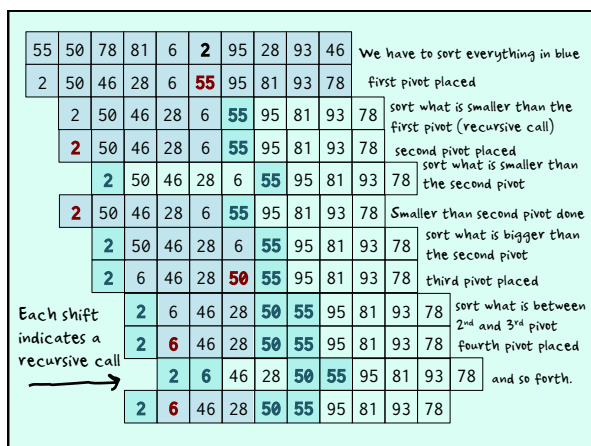 55 50 78 81 6 2 95 28 93 46 We have to sort everything in blue
2 50 46 28 6 55 95 81 93 78 first pivot placed
2 50 46 28 6 55 95 81 93 78 sort what is smaller than the
first pivot (recursive call)
2 50 46 28 6 55 95 81 93 78 second pivot placed
2 50 46 28 6 55 95 81 93 78 sort what is smaller than
the second pivot
2 50 46 28 6 55 95 81 93 78 Smaller than second pivot done
2 50 46 28 6 55 95 81 93 78 sort what is bigger than
the second pivot
2 6 46 28 50 55 95 81 93 78 third pivot placed
2 6 46 28 50 55 95 81 93 78 sort what is between
2nd and 3rd pivot
2 6 46 28 50 55 95 81 93 78 fourth pivot placed
2 6 46 28 50 55 95 81 93 78 and so forth.
2 6 46 28 50 55 95 81 93 78
Each shift
indicates a
recursive call